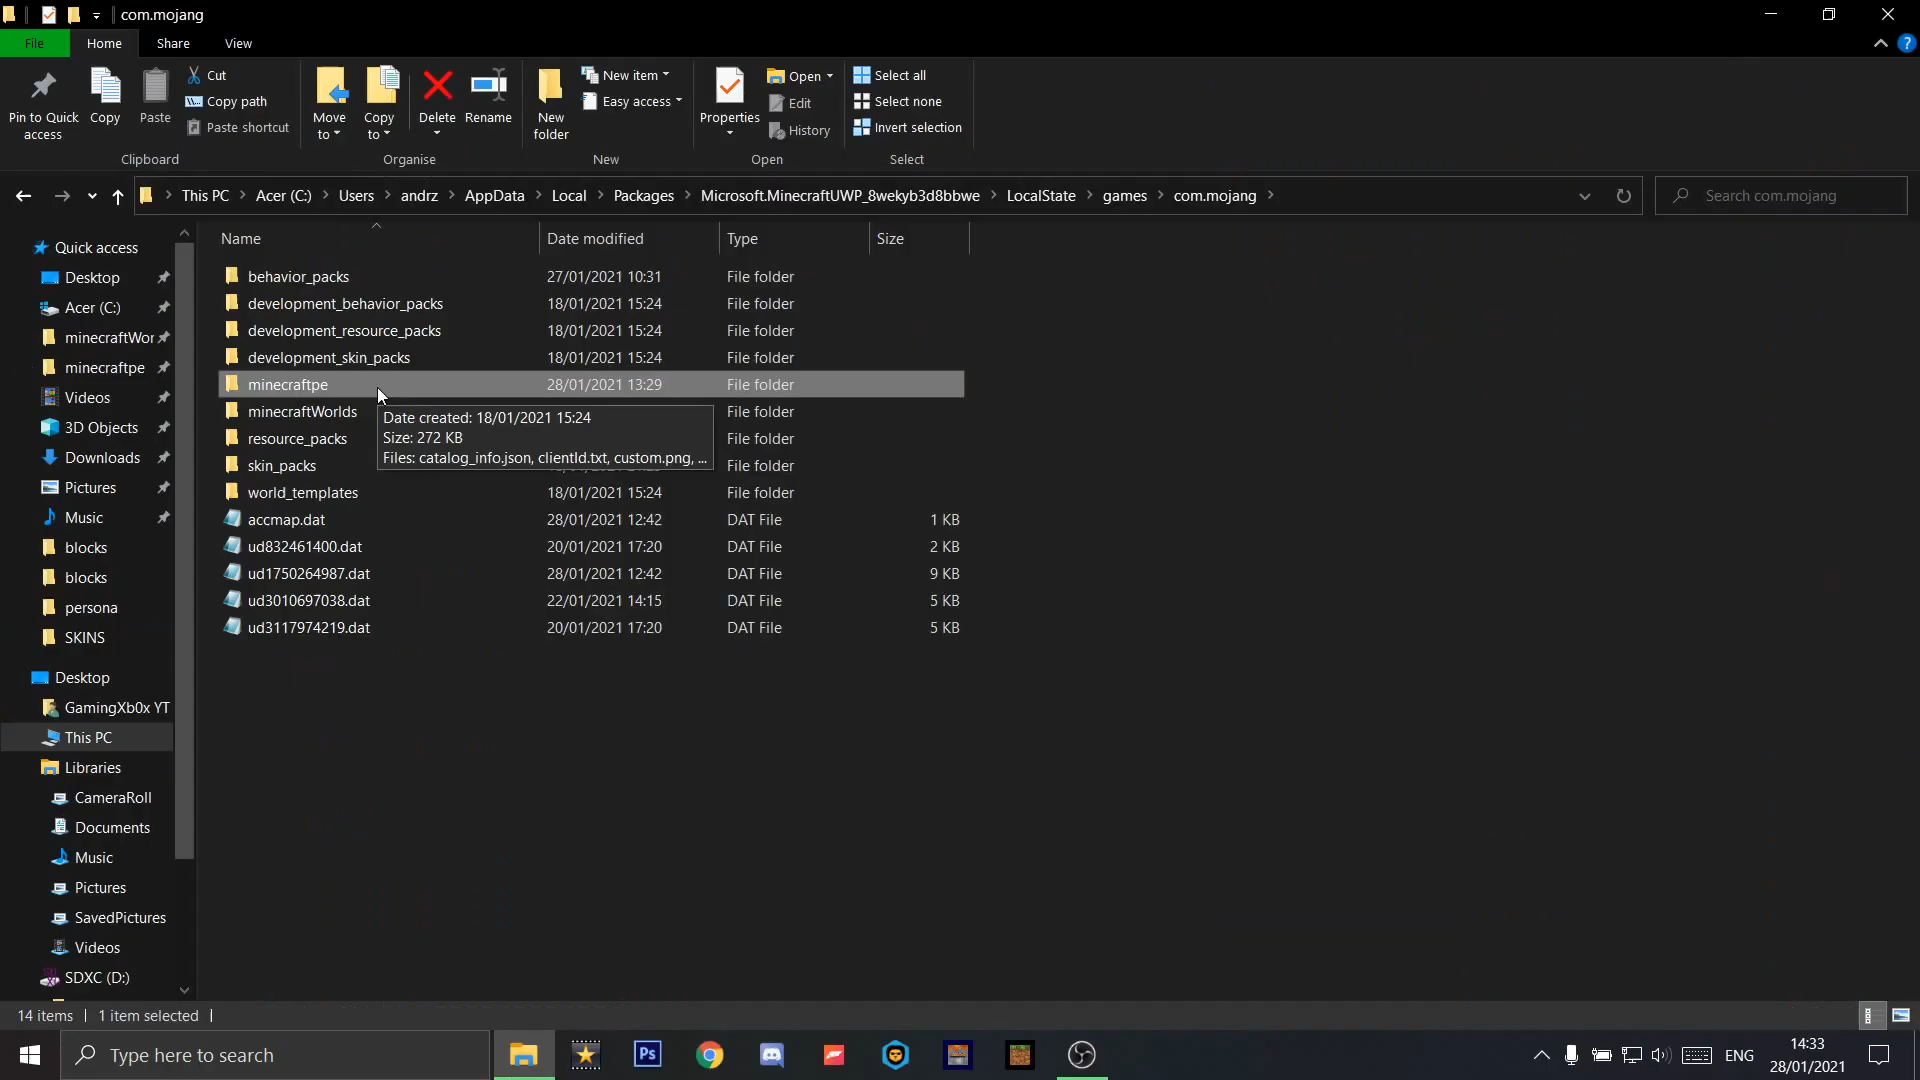 com.mojang
File Home Share View
Pin to Quick access
Copy
Paste
Cut
Copy path
Paste shortcut
Clipboard
Move to
Copy to
Delete
Rename
Organise
New folder
New item
Easy access
New
Properties
Open
Edit
History
Open
Select all
Select none
Invert selection
Select
This PC > Acer (C:) > Users > andrz > AppData > Local > Packages > Microsoft.MinecraftUWP_8wekyb3d8bbwe > LocalState > games > com.mojang >
Search com.mojang
Quick access
Desktop
Acer (C:)
minecraftWor
minecraftpe
Videos
3D Objects
Downloads
Pictures
Music
blocks
blocks
persona
SKINS
Desktop
GamingXb0x YT
This PC
Libraries
CameraRoll
Documents
Music
Pictures
SavedPictures
Videos
SDXC (D:)
Name Date modified Type Size
behavior_packs 27/01/2021 10:31 File folder
development_behavior_packs 18/01/2021 15:24 File folder
development_resource_packs 18/01/2021 15:24 File folder
development_skin_packs 18/01/2021 15:24 File folder
minecraftpe 28/01/2021 13:29 File folder
minecraftWorlds File folder
resource_packs File folder
skin_packs File folder
Date created: 18/01/2021 15:24
Size: 272 KB
Files: catalog_info.json, clientId.txt, custom.png, ...
world_templates 18/01/2021 15:24 File folder
accmap.dat 28/01/2021 12:42 DAT File 1 KB
ud832461400.dat 20/01/2021 17:20 DAT File 2 KB
ud1750264987.dat 28/01/2021 12:42 DAT File 9 KB
ud3010697038.dat 22/01/2021 14:15 DAT File 5 KB
ud3117974219.dat 20/01/2021 17:20 DAT File 5 KB
14 items 1 item selected
Type here to search
Ps
ENG
14:33
28/01/2021